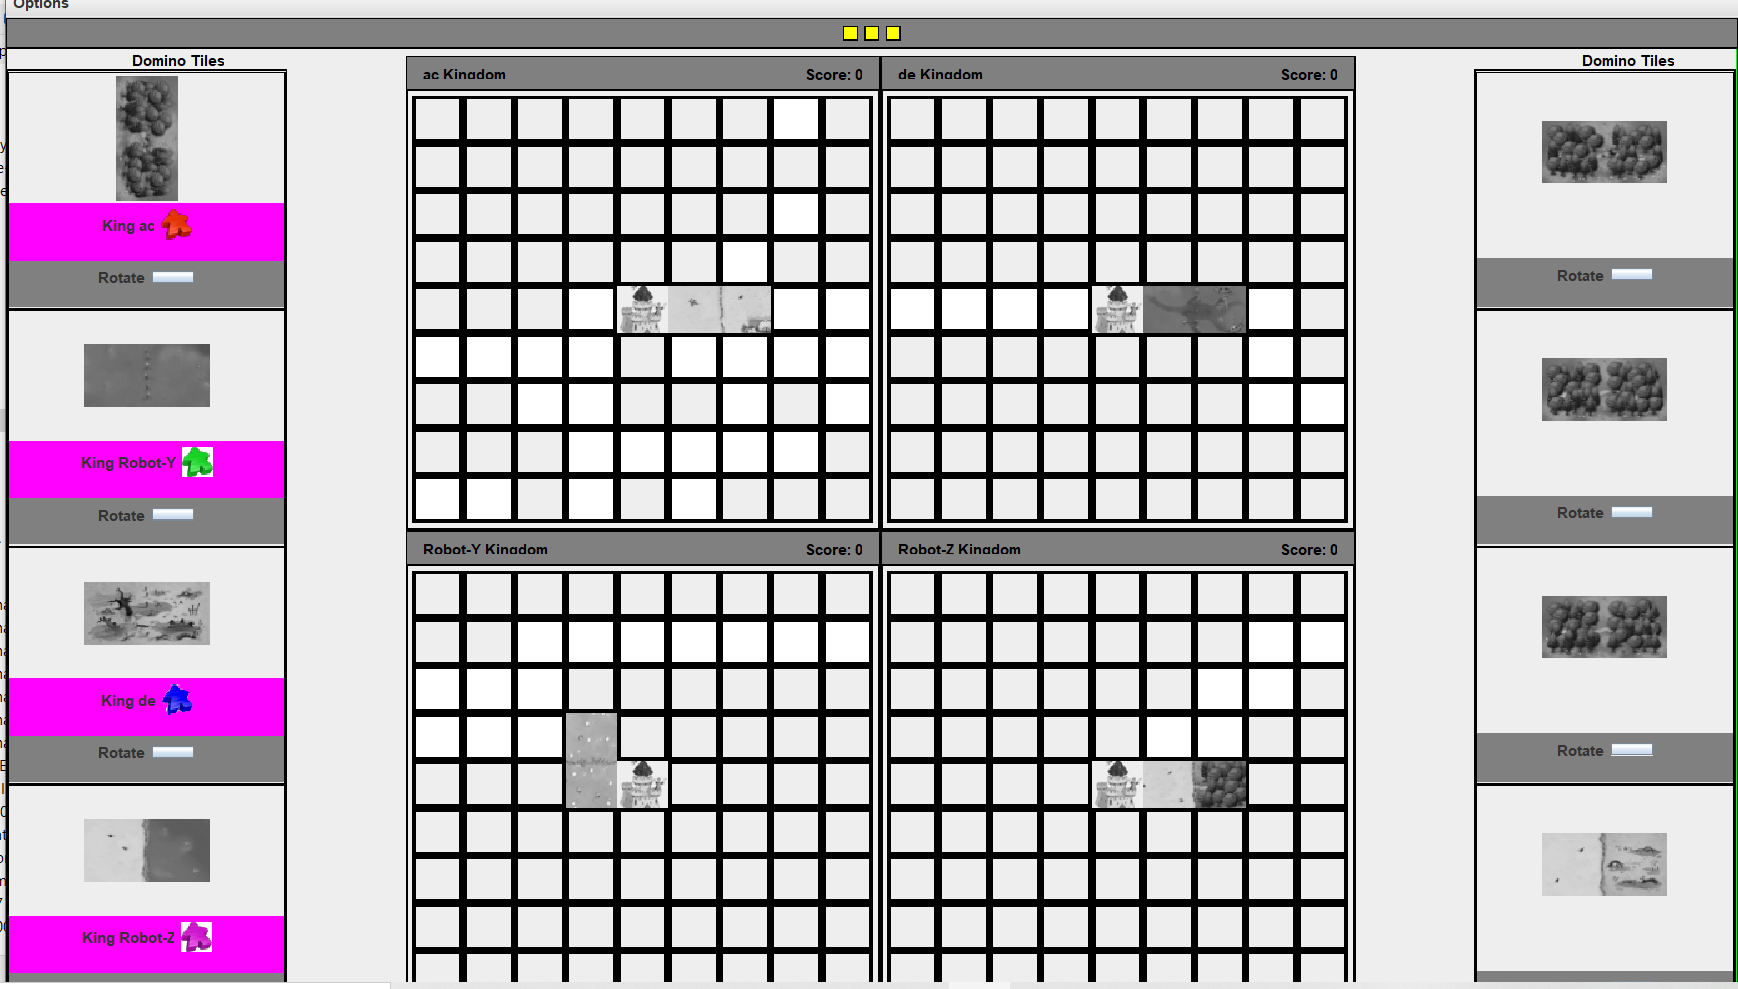 Options
Domino Tiles
King ac
Rotate
King Robot-Y
Rotate
King de
Rotate
King Robot-Z
ac Kingdom Score: 0
de Kingdom Score: 0
Robot-Y Kingdom Score: 0
Robot-Z Kingdom Score: 0
Domino Tiles
Rotate
Rotate
Rotate